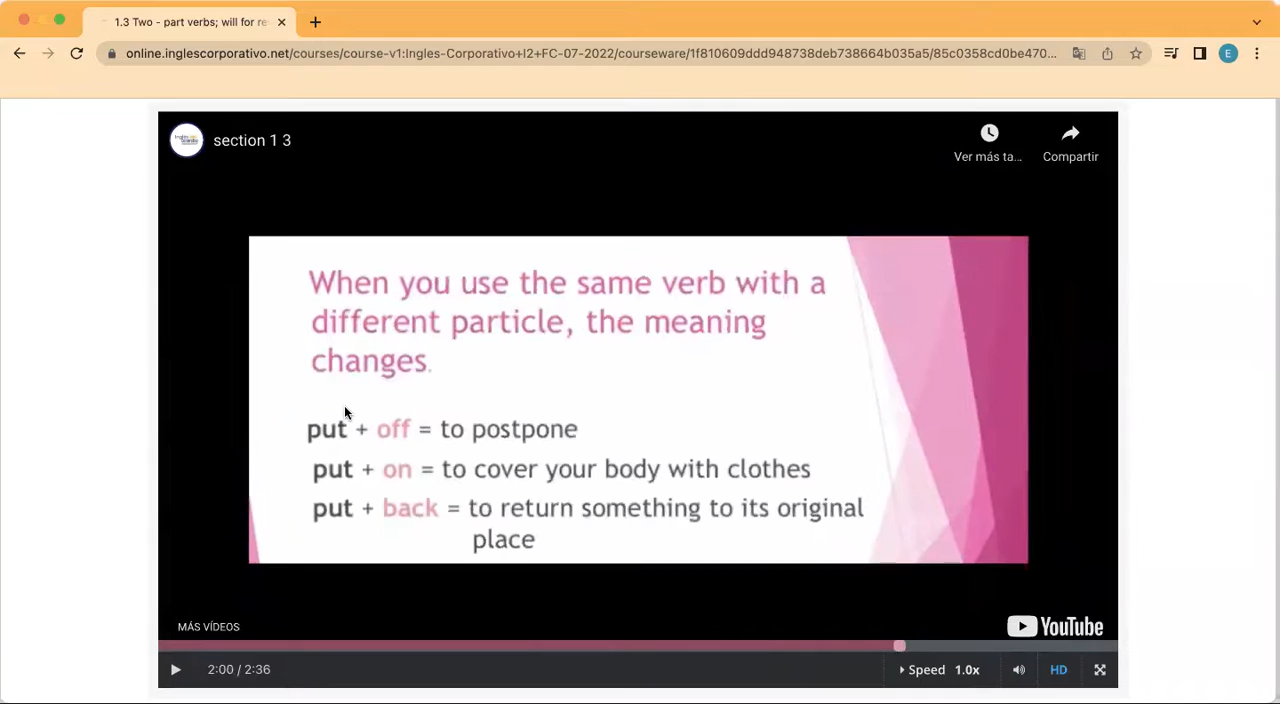 1.3 Two - part verbs; will for re
online.inglescorporativo.net/courses/course-v1:Ingles-Corporativo+I2+FC-07-2022/courseware/1f810609dd948738deb738664b035a5/85c0358cd0be470...
E
section 1 3
Ver más ta...
Compartir
When you use the same verb with a
different particle, the meaning
changes.
put + off = to postpone
put + on = to cover your body with clothes
put + back = to return something to its original
place
MÁS VÍDEOS
YouTube
2:00 / 2:36
Speed 1.0x
HD